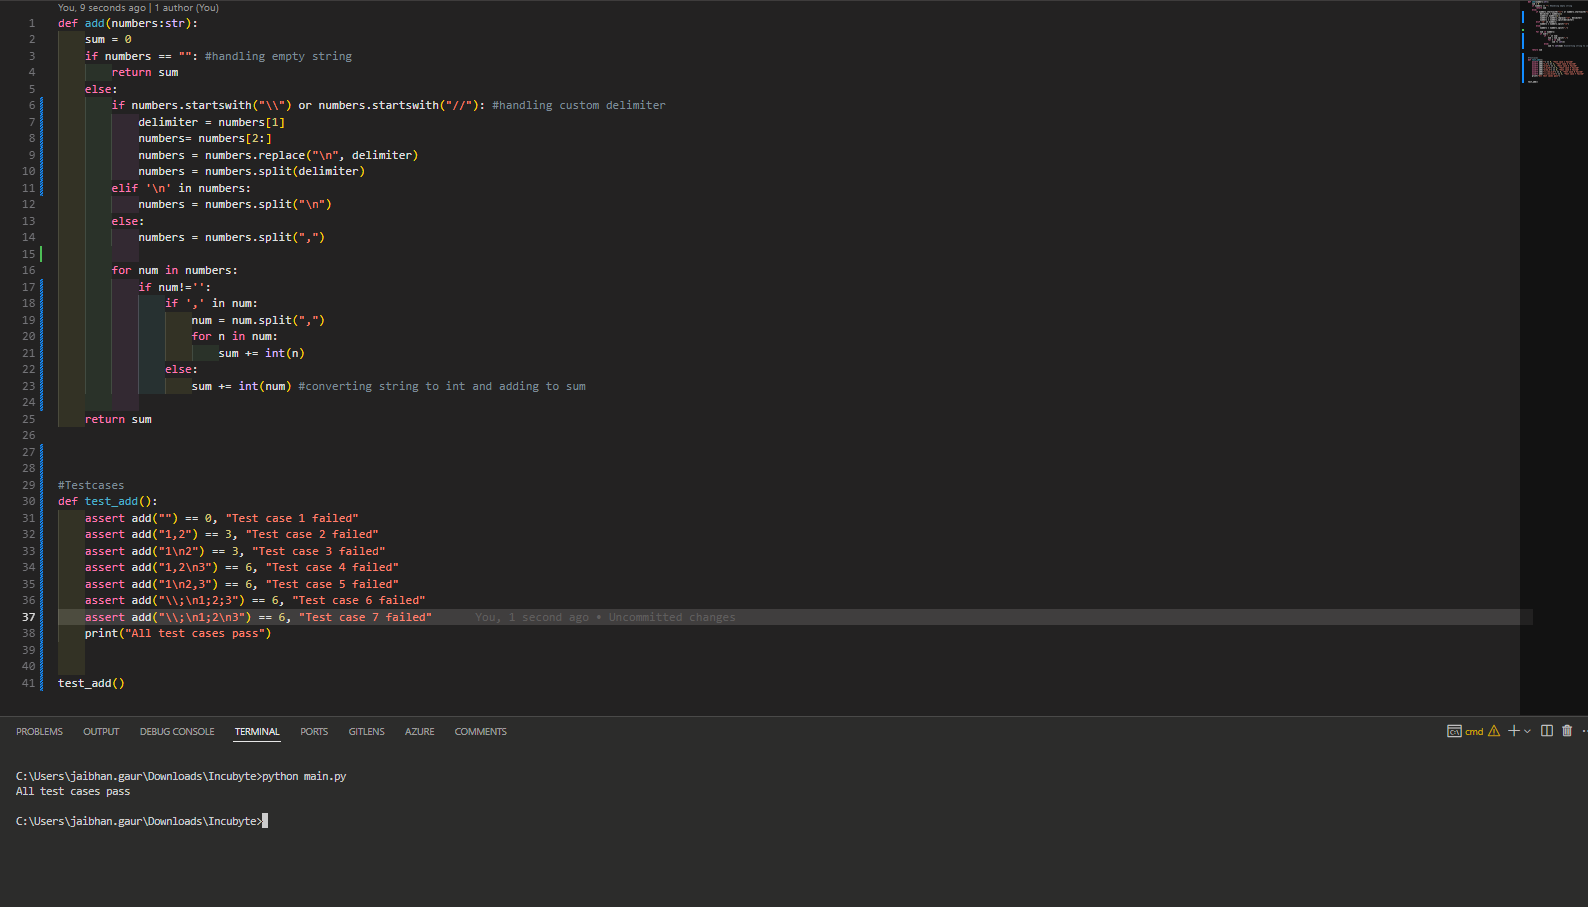 You, 9 seconds ago | 1 author (You)
1 def add(numbers:str):
2     sum = 0
3     if numbers == "": #handling empty string
4         return sum
5     else:
6         if numbers.startswith("\\") or numbers.startswith("//"): #handling custom delimiter
7             delimiter = numbers[1]
8             numbers= numbers[2:]
9             numbers = numbers.replace("\n", delimiter)
10             numbers = numbers.split(delimiter)
11         elif '\n' in numbers:
12             numbers = numbers.split("\n")
13         else:
14             numbers = numbers.split(",")
15
16         for num in numbers:
17             if num!='':
18                 if ',' in num:
19                     num = num.split(",")
20                     for n in num:
21                         sum += int(n)
22                 else:
23                     sum += int(num) #converting string to int and adding to sum
24
25     return sum
26
27
28
29 #Testcases
30 def test_add():
31     assert add("") == 0, "Test case 1 failed"
32     assert add("1,2") == 3, "Test case 2 failed"
33     assert add("1\n2") == 3, "Test case 3 failed"
34     assert add("1,2\n3") == 6, "Test case 4 failed"
35     assert add("1\n2,3") == 6, "Test case 5 failed"
36     assert add("\\;\n1;2;3") == 6, "Test case 6 failed"
37     assert add("\\;\n1;2\n3") == 6, "Test case 7 failed" You, 1 second ago • Uncommitted changes
38     print("All test cases pass")
39
40
41 test_add()
PROBLEMS OUTPUT DEBUG CONSOLE TERMINAL PORTS GITLENS AZURE COMMENTS cmd
C:\Users\jaibhan.gaur\Downloads\Incubyte>python main.py
All test cases pass
C:\Users\jaibhan.gaur\Downloads\Incubyte>